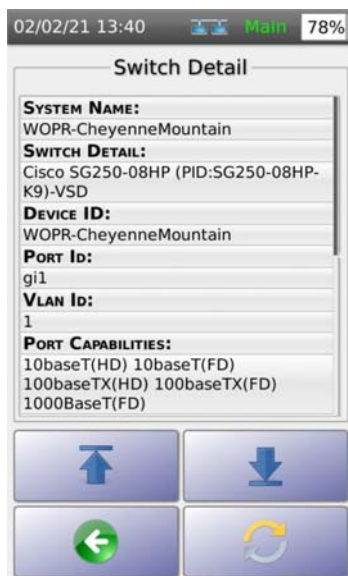 02/02/21 13:40 Main 78%
Switch Detail
SYSTEM NAME:
WOPR-CheyenneMountain
SWITCH DETAIL:
Cisco SG250-08HP (PID:SG250-08HP-
K9)-VSD
DEVICE ID:
WOPR-CheyenneMountain
PORT ID:
gi1
VLAN ID:
1
PORT CAPABILITIES:
10baseT(HD) 10baseT(FD)
100baseTX(HD) 100baseTX(FD)
1000BaseT(FD)